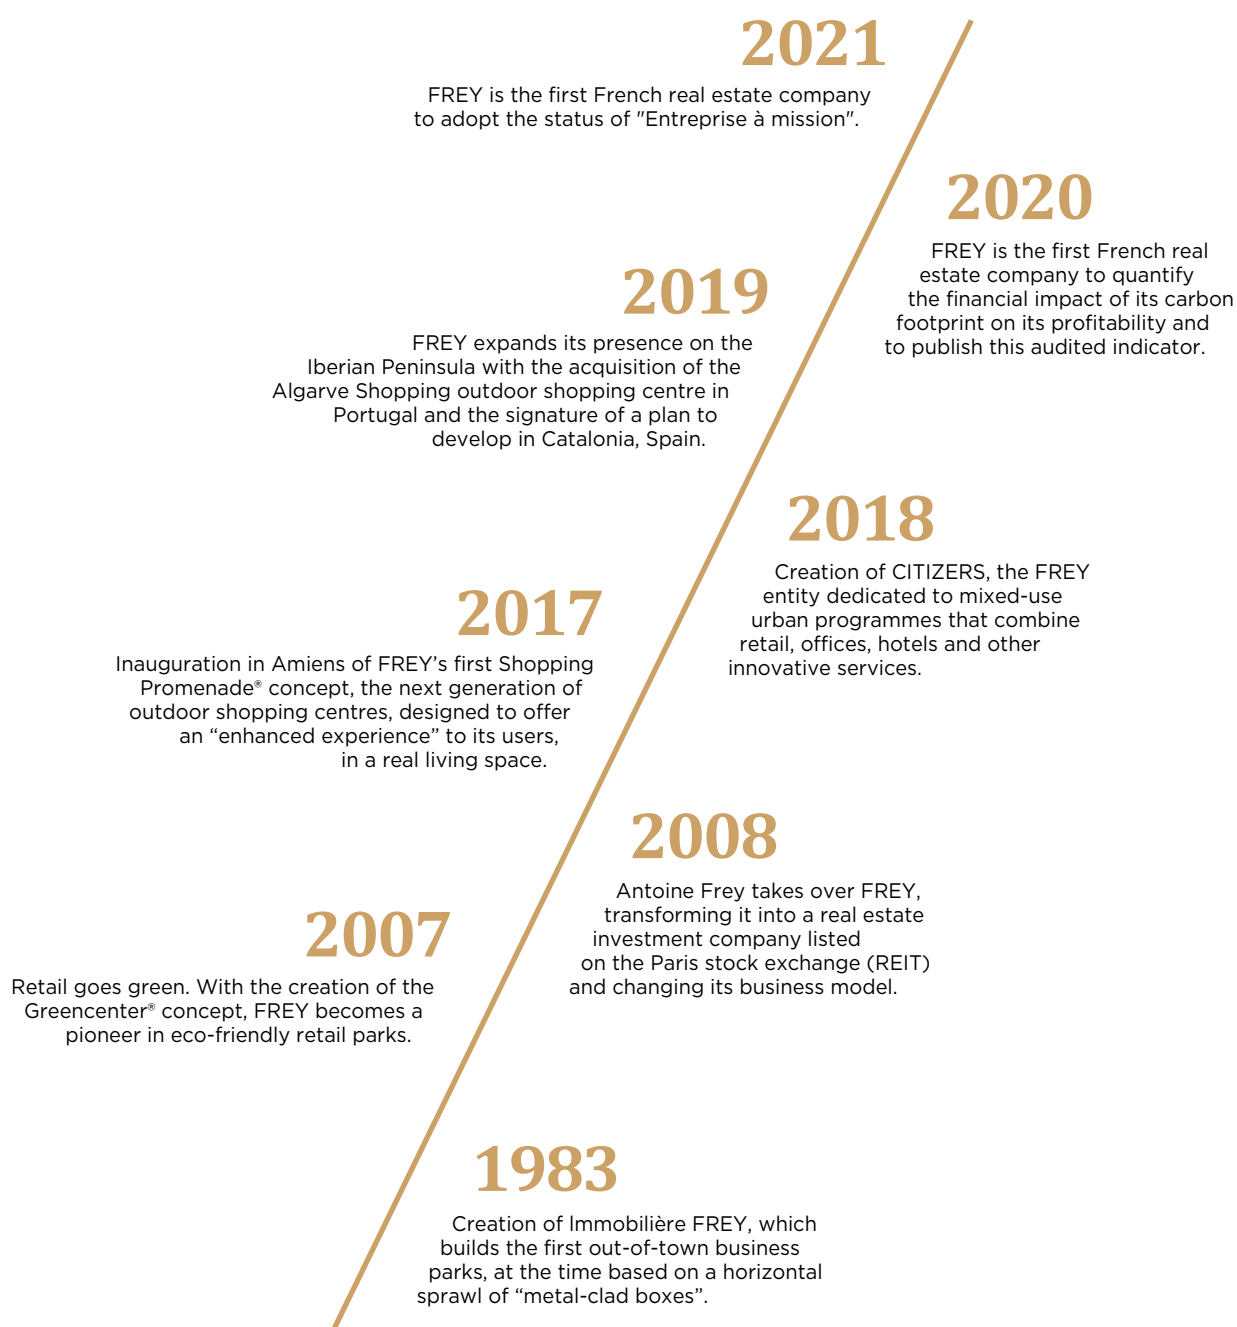 2021
FREY is the first French real estate company
to adopt the status of "Entreprise à mission".
2020
FREY is the first French real
estate company to quantify
the financial impact of its carbon
footprint on its profitability and
to publish this audited indicator.
2019
FREY expands its presence on the
Iberian Peninsula with the acquisition of the
Algarve Shopping outdoor shopping centre in
Portugal and the signature of a plan to
develop in Catalonia, Spain.
2018
Creation of CITIZERS, the FREY
entity dedicated to mixed-use
urban programmes that combine
retail, offices, hotels and other
innovative services.
2017
Inauguration in Amiens of FREY’s first Shopping
Promenade® concept, the next generation of
outdoor shopping centres, designed to offer
an “enhanced experience” to its users,
in a real living space.
2008
Antoine Frey takes over FREY,
transforming it into a real estate
investment company listed
on the Paris stock exchange (REIT)
and changing its business model.
2007
Retail goes green. With the creation of the
Greencenter® concept, FREY becomes a
pioneer in eco-friendly retail parks.
1983
Creation of Immobilière FREY, which
builds the first out-of-town business
parks, at the time based on a horizontal
sprawl of “metal-clad boxes”.